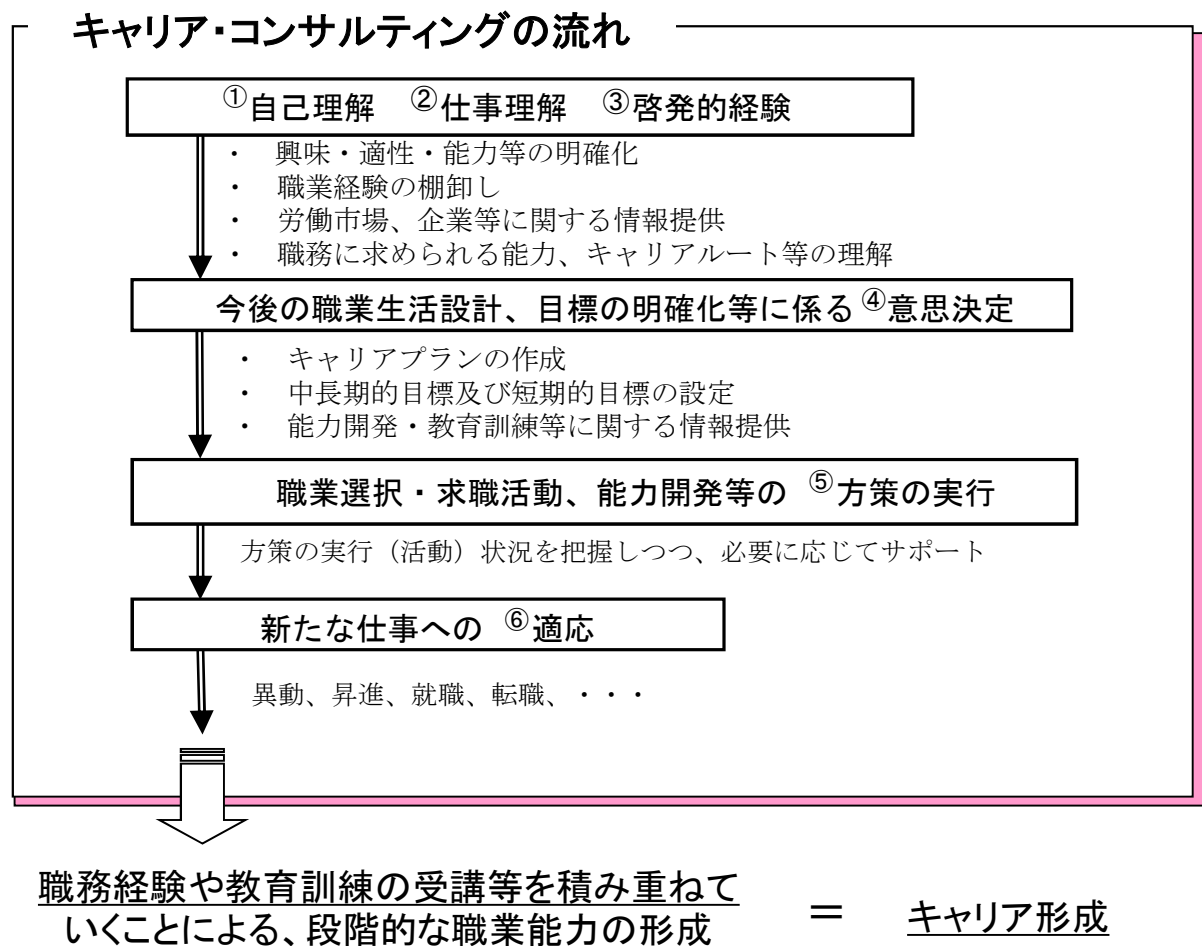 キャリア・コンサルティングの流れ
①自己理解　②仕事理解　③啓発的経験
・　興味・適性・能力等の明確化
・　職業経験の棚卸し
・　労働市場、企業等に関する情報提供
・　職務に求められる能力、キャリアルート等の理解
今後の職業生活設計、目標の明確化等に係る④意思決定
・　キャリアプランの作成
・　中長期的目標及び短期的目標の設定
・　能力開発・教育訓練等に関する情報提供
職業選択・求職活動、能力開発等の　⑤方策の実行
方策の実行（活動）状況を把握しつつ、必要に応じてサポート
新たな仕事への　⑥適応
異動、昇進、就職、転職、・・・
職務経験や教育訓練の受講等を積み重ねて
いくことによる、段階的な職業能力の形成　＝　キャリア形成